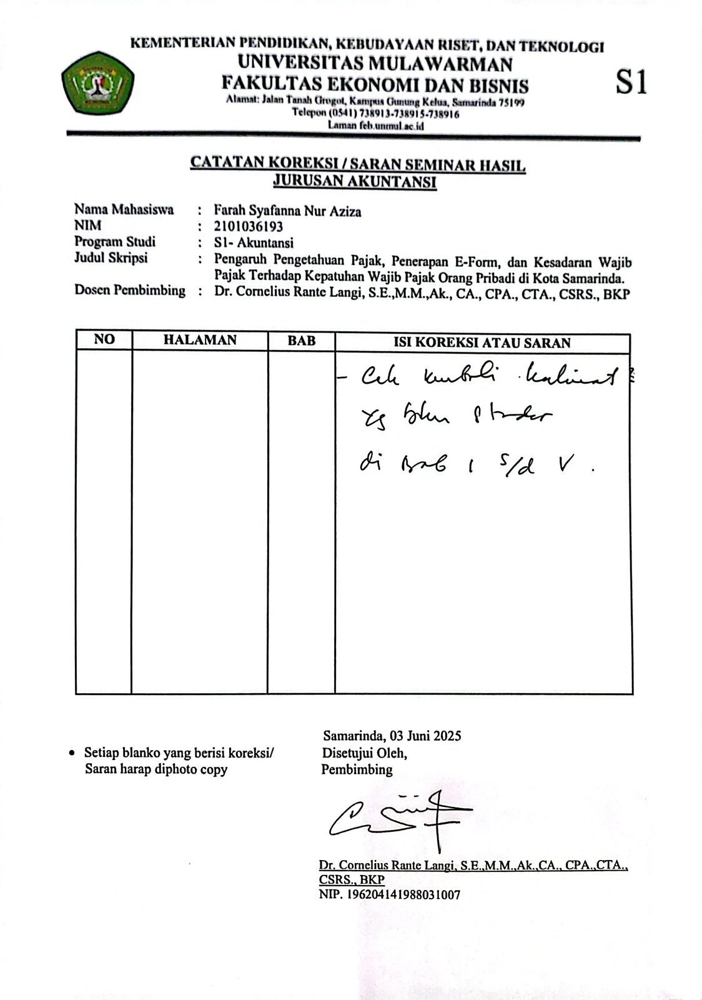 KEMENTERIAN PENDIDIKAN, KEBUDAYAAN RISET, DAN TEKNOLOGI
UNIVERSITAS MULAWARMAN
FAKULTAS EKONOMI DAN BISNIS
S1
Alamat: Jalan Tanah Grogot, Kampus Gunung Kelua, Samarinda 75199
Telepon (0541) 738913-738915-738916
Laman feb.unmul.ac.id
CATATAN KOREKSI / SARAN SEMINAR HASIL
JURUSAN AKUNTANSI
Nama Mahasiswa : Farah Syafanna Nur Aziza
NIM : 2101036193
Program Studi : S1- Akuntansi
Judul Skripsi : Pengaruh Pengetahuan Pajak, Penerapan E-Form, dan Kesadaran Wajib
Pajak Terhadap Kepatuhan Wajib Pajak Orang Pribadi di Kota Samarinda.
Dosen Pembimbing : Dr. Cornelius Rante Langi, S.E.,M.M.,Ak., CA., CPA., CTA., CSRS., BKP
NO HALAMAN BAB ISI KOREKSI ATAU SARAN
- Cek kembali kalimat
yg
di Bab 1 s/d V .
Samarinda, 03 Juni 2025
• Setiap blanko yang berisi koreksi/ Disetujui Oleh,
Saran harap diphoto copy Pembimbing
Dr. Cornelius Rante Langi, S.E.,M.M.,Ak.,CA., CPA.,CTA.,
CSRS., BKP
NIP. 196204141988031007